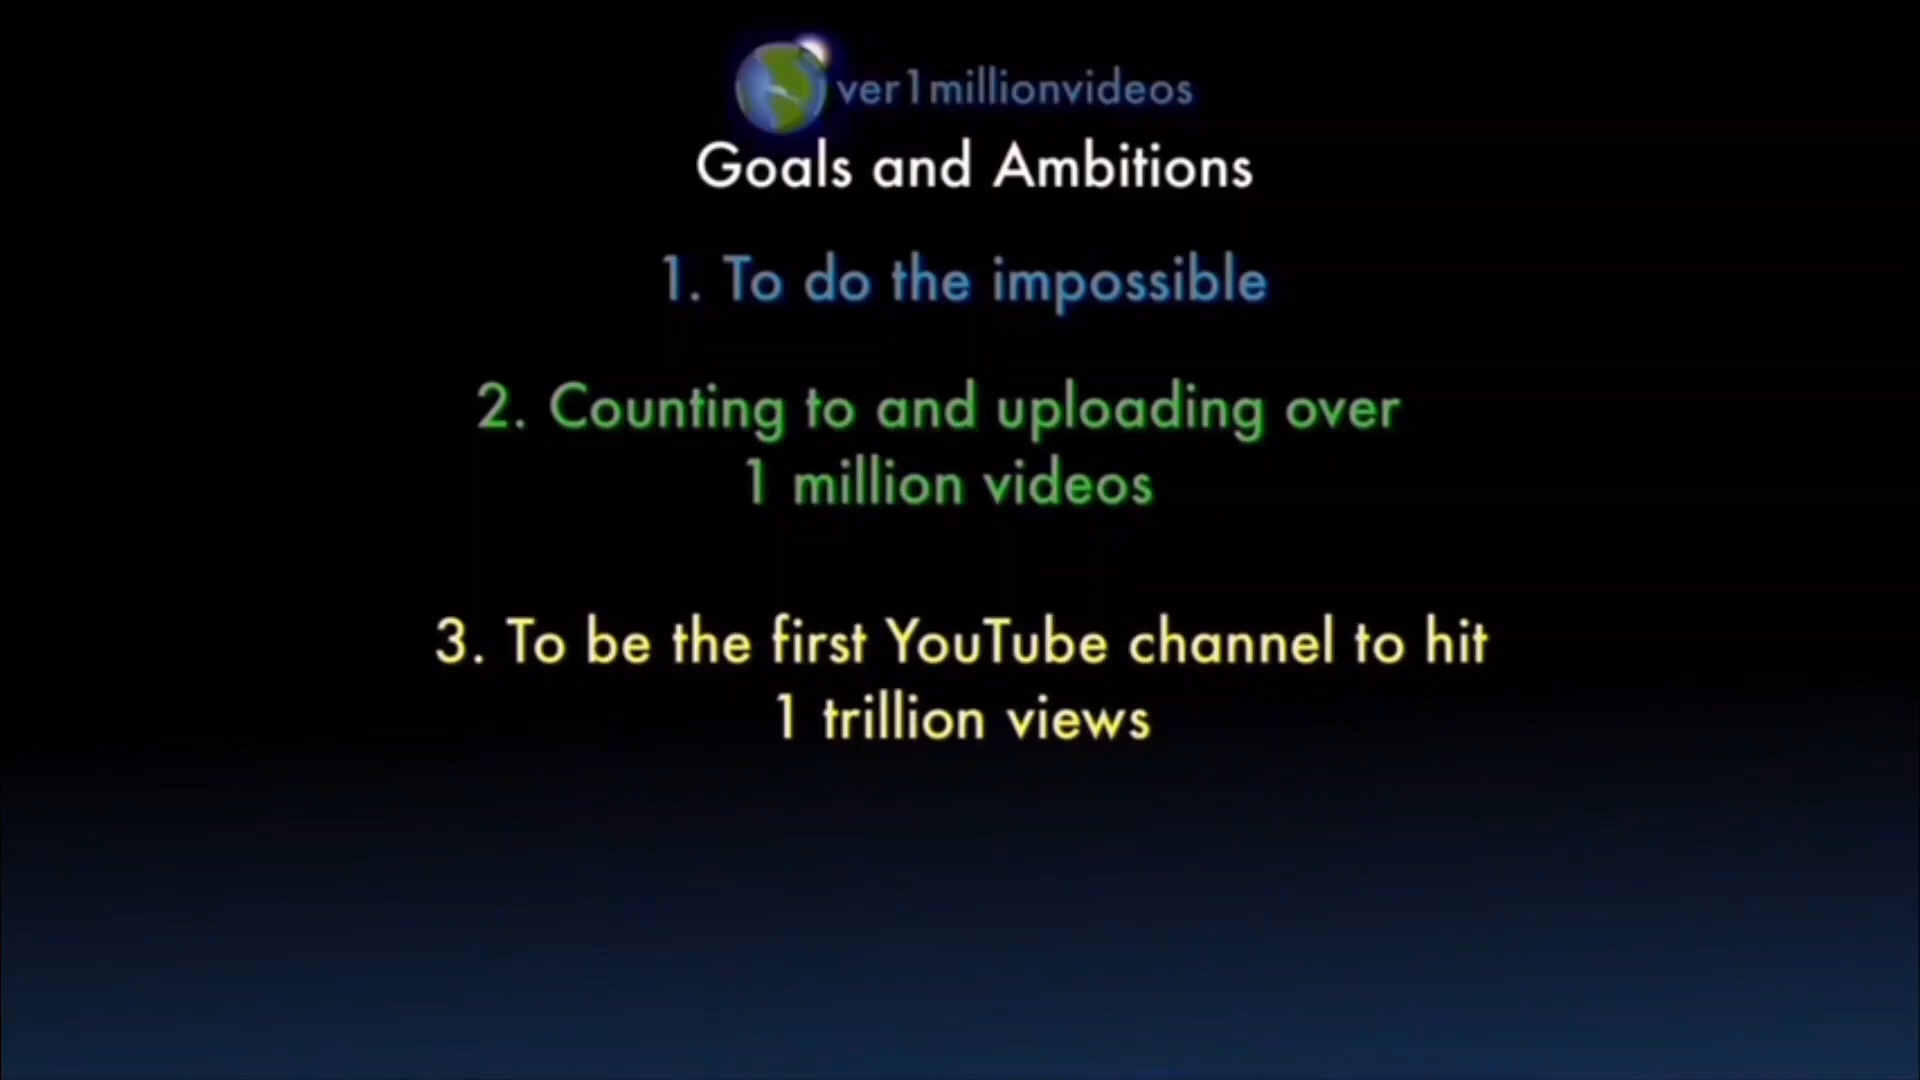 ver1millionvideos
Goals and Ambitions
1. To do the impossible
2. Counting to and uploading over
1 million videos
3. To be the first YouTube channel to hit
1 trillion views